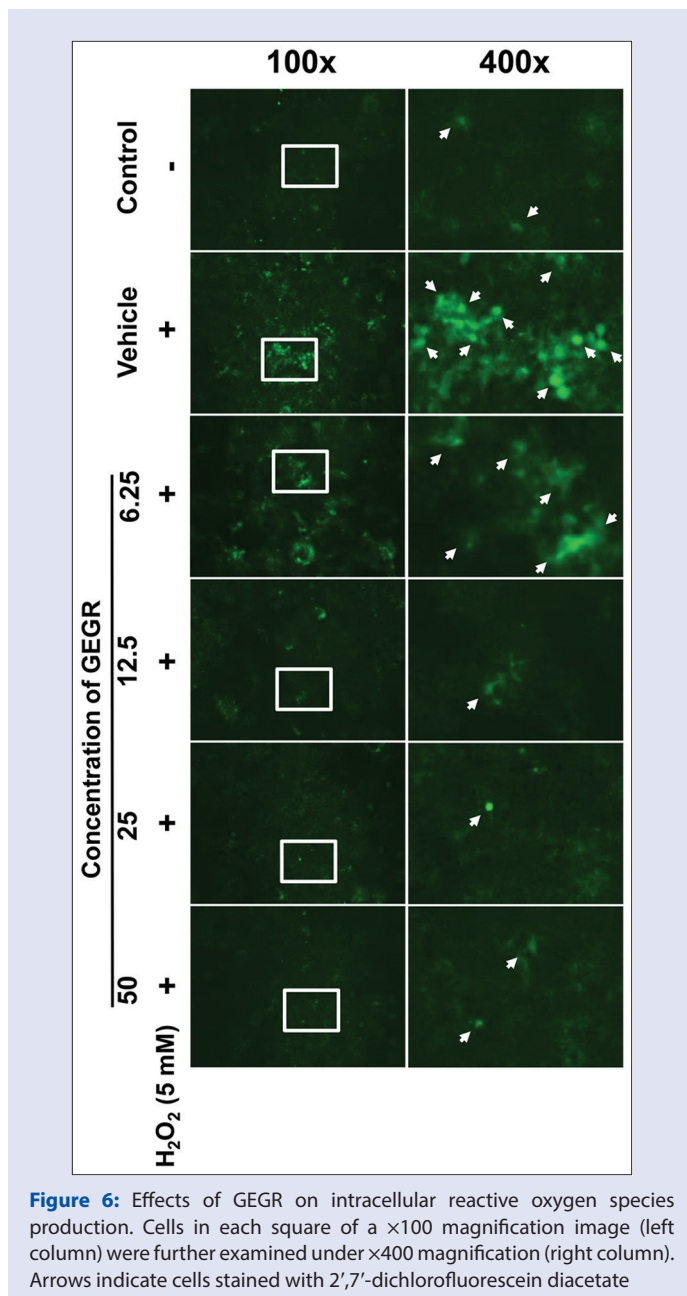 100x 400x
Control -
Vehicle +
Concentration of GEGR
6.25 +
12.5 +
25 +
50 +
H₂O₂ (5 mM)
Figure 6: Effects of GEGR on intracellular reactive oxygen species
production. Cells in each square of a ×100 magnification image (left
column) were further examined under ×400 magnification (right column).
Arrows indicate cells stained with 2′,7′-dichlorofluorescein diacetate